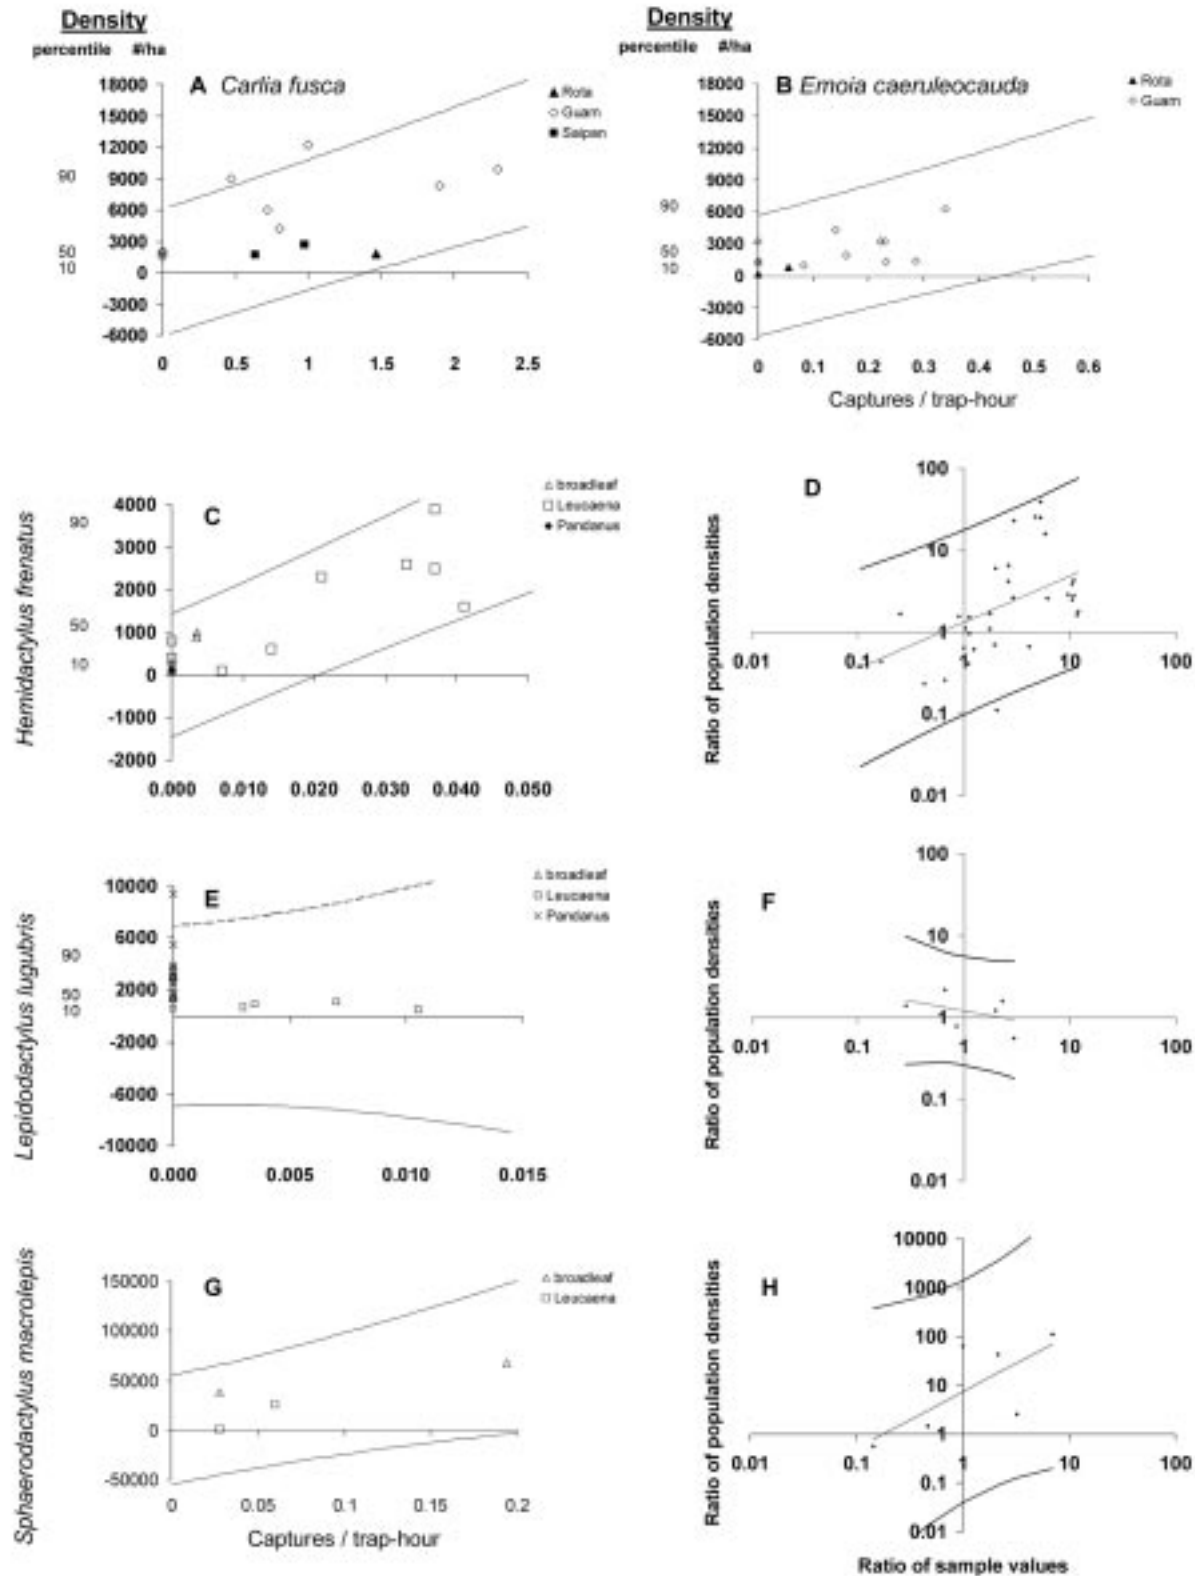 Density
percentile #/ha
18000
15000
12000
9000
6000
3000
0
-3000
-6000
90
50
10
A Carlia fusca
▲ Rota
◇ Guam
■ Saipan
0 0.5 1 1.5 2 2.5
Density
percentile #/ha
18000
15000
12000
9000
6000
3000
0
-3000
-6000
90
50
10
B Emoia caeruleocauda
▲ Rota
◇ Guam
0 0.1 0.2 0.3 0.4 0.5 0.6
Captures / trap-hour
Hemidactylus frenatus
90
50
10
4000
3000
2000
1000
0
-1000
-2000
C
△ broadleaf
□ Leucaena
◆ Pandanus
0.000 0.010 0.020 0.030 0.040 0.050
D
Ratio of population densities
100
10
1
0.1
0.01
0.01 0.1 1 10 100
Lepidodactylus lugubris
90
50
10
10000
6000
2000
-2000
-6000
-10000
E
△ broadleaf
□ Leucaena
× Pandanus
0.000 0.005 0.010 0.015
F
Ratio of population densities
100
10
1
0.1
0.01
0.01 0.1 1 10 100
Sphaerodactylus macrolepis
150000
100000
50000
0
-50000
G
△ broadleaf
□ Leucaena
0 0.05 0.1 0.15 0.2
Captures / trap-hour
H
Ratio of population densities
10000
1000
100
10
1
0.1
0.01
0.01 0.1 1 10 100
Ratio of sample values